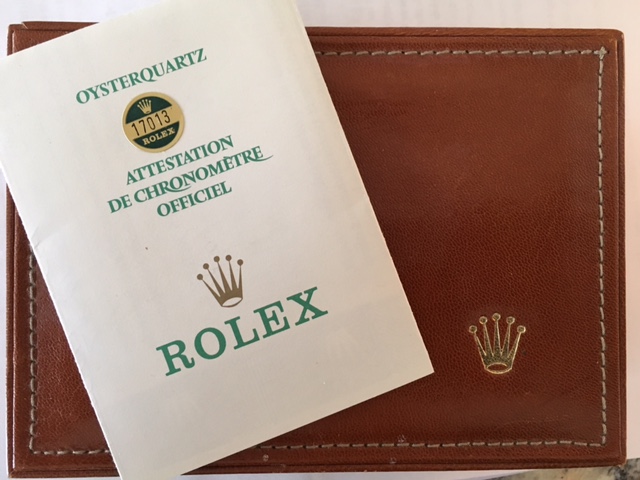 OYSTERQUARTZ
17013
ROLEX
ATTESTATION
DE CHRONOMÈTRE
OFFICIEL
ROLEX